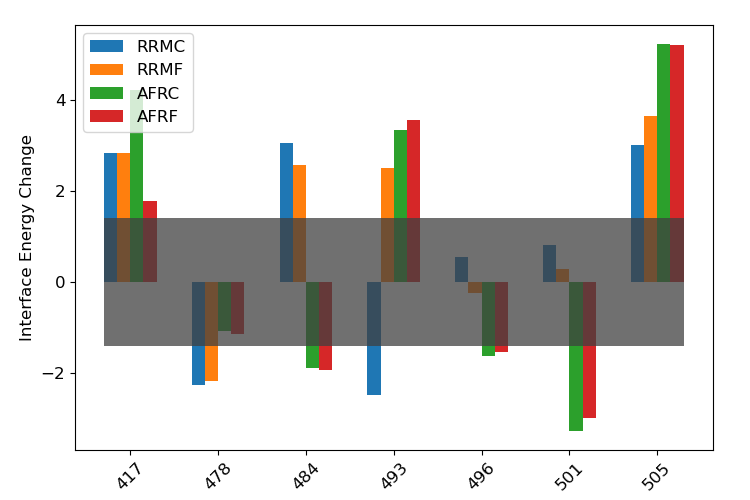 RRMC
RRMF
AFRC
AFRF
Interface Energy Change
4
2
0
−2
417 478 484 493 496 501 505